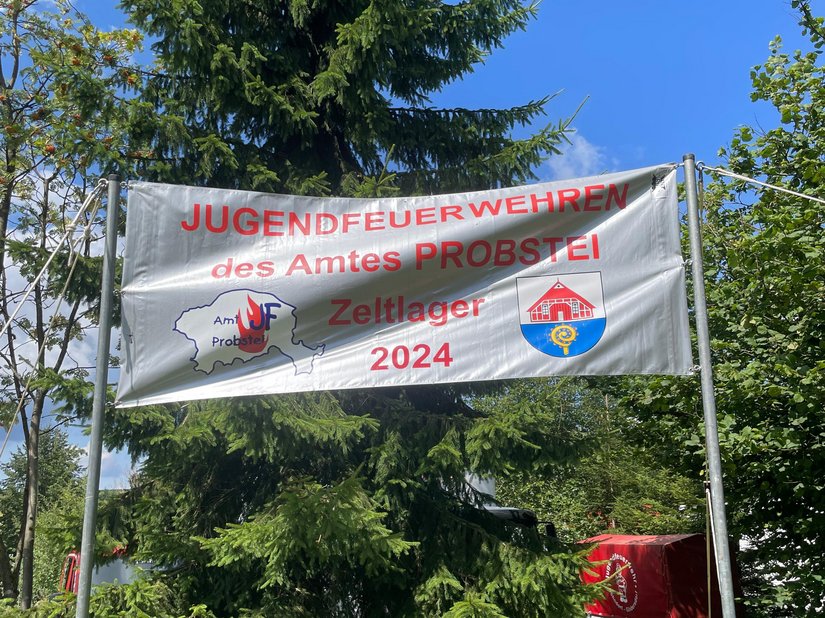 JUGENDFEUERWEHREN
des Amtes PROBSTEI
Zeltlager
2024
Amt JF
Probstei